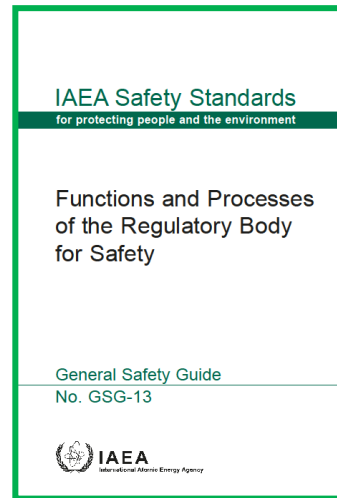 IAEA Safety Standards
for protecting people and the environment
Functions and Processes
of the Regulatory Body
for Safety
General Safety Guide
No. GSG-13
IAEA
International Atomic Energy Agency